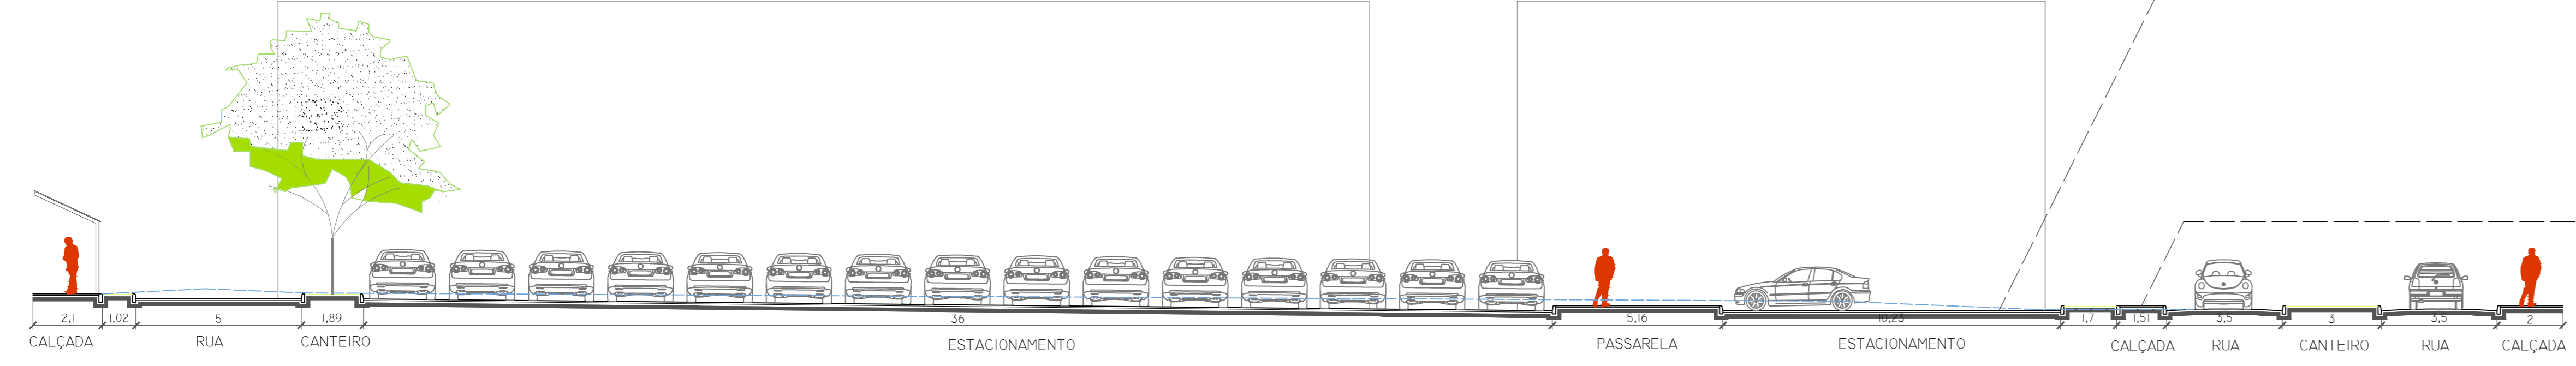 2,1 1,02 5 1,89 36 5,16 10,23 1,7 1,51 3,5 3 3,5 2
CALÇADA RUA CANTEIRO ESTACIONAMENTO PASSARELA ESTACIONAMENTO CALÇADA RUA CANTEIRO RUA CALÇADA